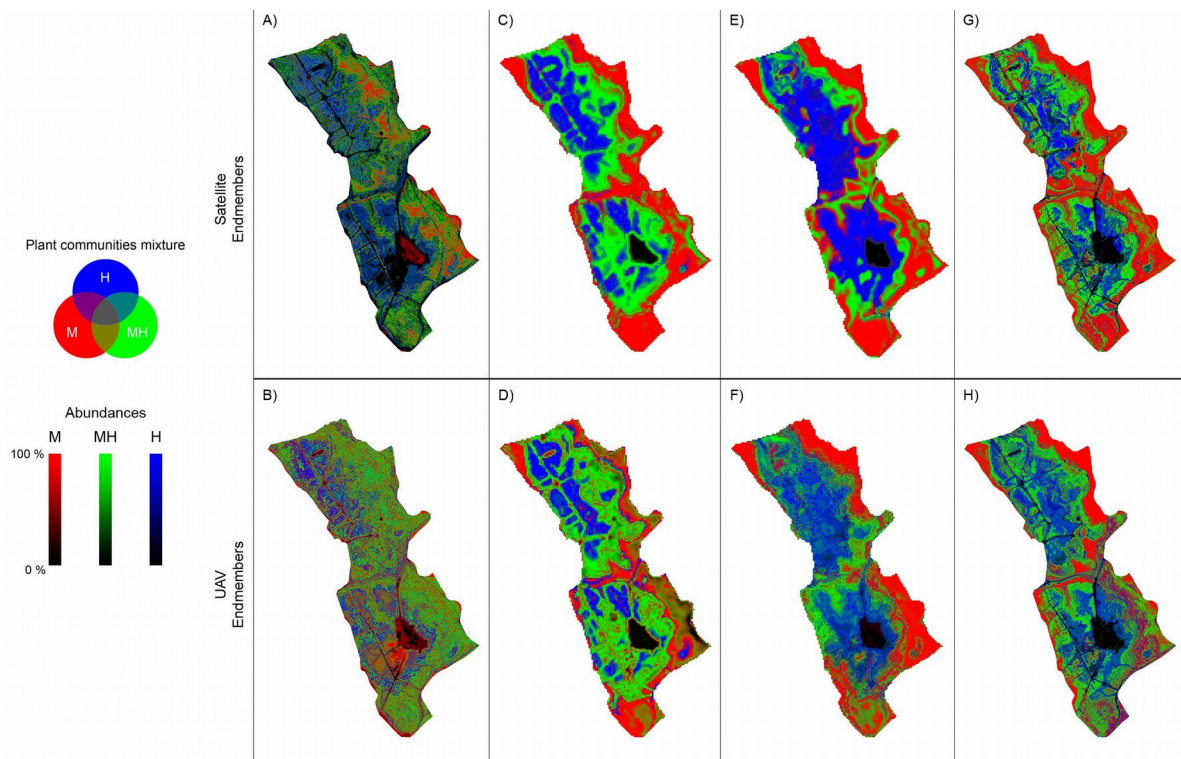 A)
C)
E)
G)
Satellite
Endmembers
Plant communities mixture
H
M
MH
B)
D)
F)
H)
Abundances
M MH H
100 %
0 %
UAV
Endmembers